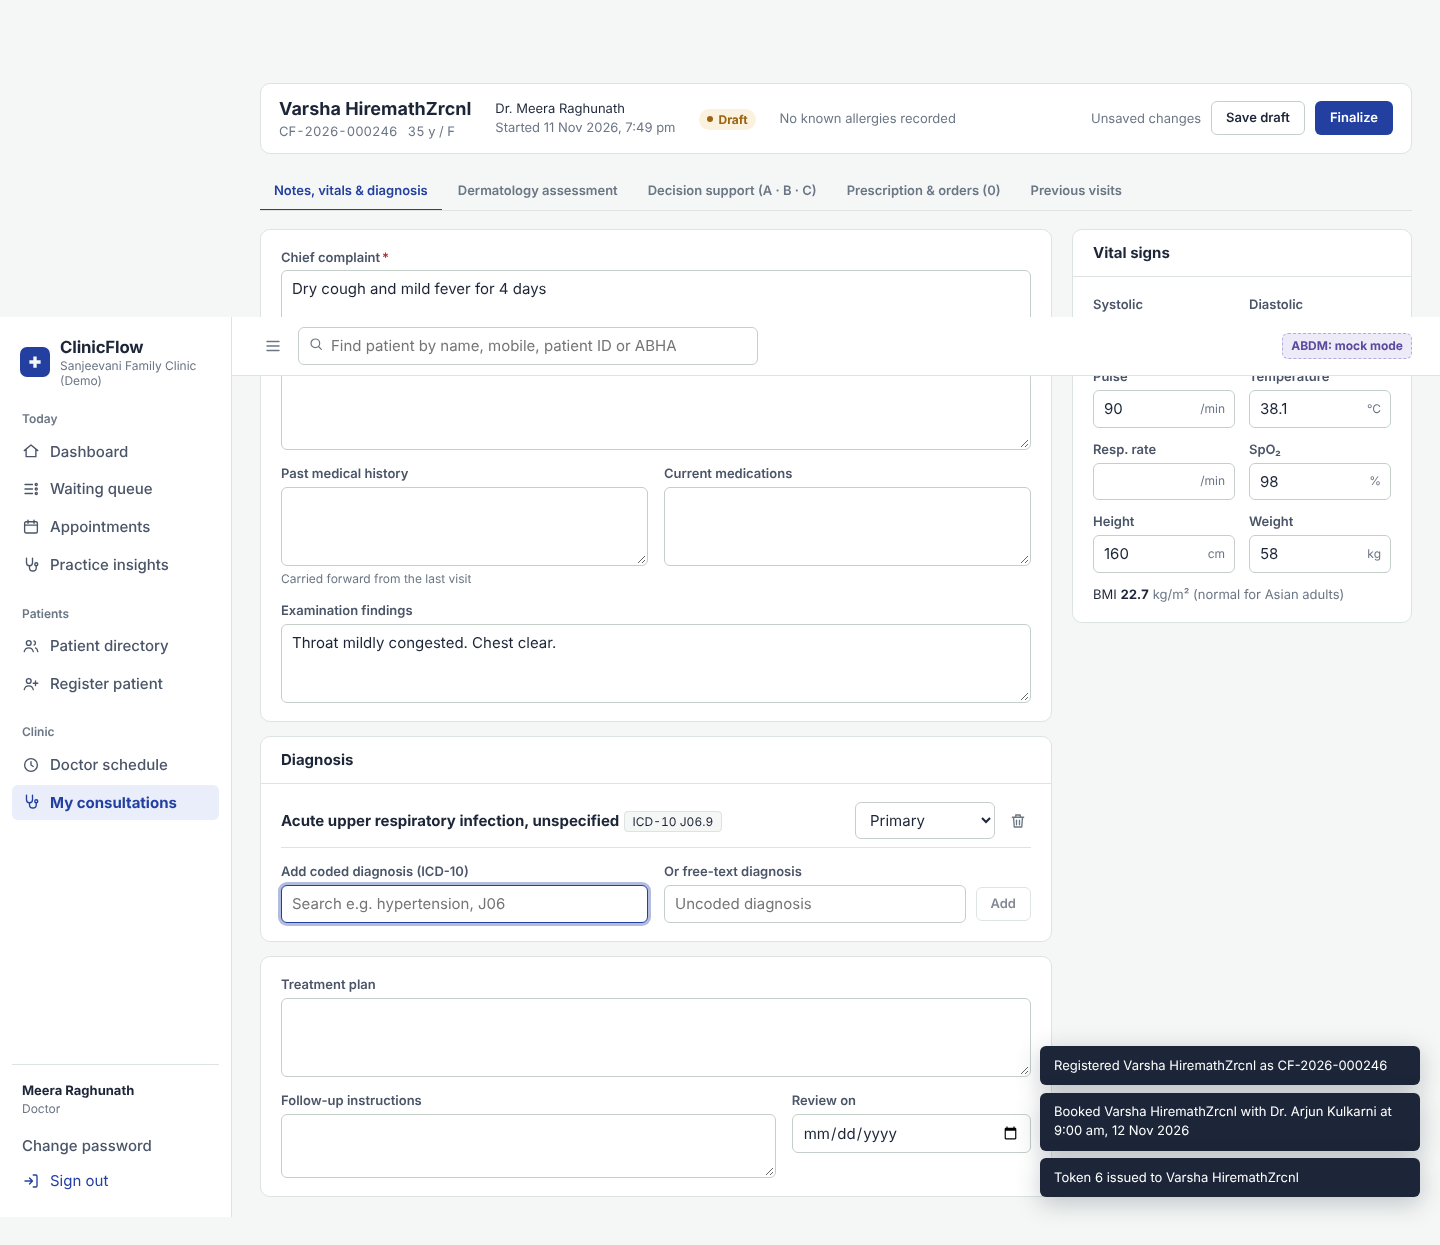 Varsha HiremathZrcnl
CF-2026-000246 35 y / F
Dr. Meera Raghunath
Started 11 Nov 2026, 7:49 pm
Draft
No known allergies recorded
Unsaved changes
Save draft
Finalize
Notes, vitals & diagnosis
Dermatology assessment
Decision support (A · B · C)
Prescription & orders (0)
Previous visits
Chief complaint*
Dry cough and mild fever for 4 days
Vital signs
Systolic
Diastolic
ClinicFlow
Sanjeevani Family Clinic
(Demo)
Find patient by name, mobile, patient ID or ABHA
ABDM: mock mode
Today
Dashboard
Waiting queue
Appointments
Practice insights
Patients
Patient directory
Register patient
Clinic
Doctor schedule
My consultations
Meera Raghunath
Doctor
Change password
Sign out
Pulse
Temperature
90 /min
38.1 °C
Resp. rate
SpO₂
/min
98 %
Height
Weight
160 cm
58 kg
BMI 22.7 kg/m² (normal for Asian adults)
Past medical history
Current medications
Carried forward from the last visit
Examination findings
Throat mildly congested. Chest clear.
Diagnosis
Acute upper respiratory infection, unspecified ICD-10 J06.9
Primary
Add coded diagnosis (ICD-10)
Or free-text diagnosis
Search e.g. hypertension, J06
Uncoded diagnosis
Add
Treatment plan
Follow-up instructions
Review on
mm/dd/yyyy
Registered Varsha HiremathZrcnl as CF-2026-000246
Booked Varsha HiremathZrcnl with Dr. Arjun Kulkarni at
9:00 am, 12 Nov 2026
Token 6 issued to Varsha HiremathZrcnl